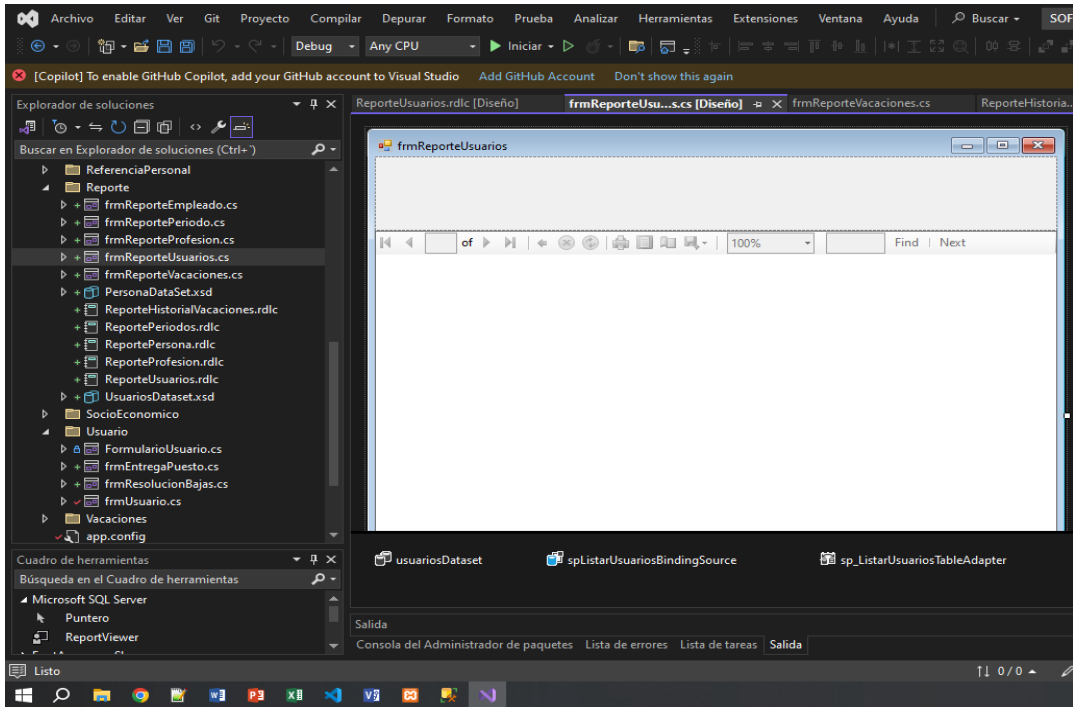 Archivo Editar Ver Git Proyecto Compilar Depurar Formato Prueba Analizar Herramientas Extensiones Ventana Ayuda Buscar SOF
Debug Any CPU Iniciar
[Copilot] To enable GitHub Copilot, add your GitHub account to Visual Studio Add GitHub Account Don't show this again
Explorador de soluciones
Buscar en Explorador de soluciones (Ctrl+`)
ReferenciaPersonal
Reporte
frmReporteEmpleado.cs
frmReportePeriodo.cs
frmReporteProfesion.cs
frmReporteUsuarios.cs
frmReporteVacaciones.cs
PersonaDataSet.xsd
ReporteHistorialVacaciones.rdlc
ReportePeriodos.rdlc
ReportePersona.rdlc
ReporteProfesion.rdlc
ReporteUsuarios.rdlc
UsuariosDataset.xsd
SocioEconomico
Usuario
FormularioUsuario.cs
frmEntregaPuesto.cs
frmResolucionBajas.cs
frmUsuario.cs
Vacaciones
app.config
Cuadro de herramientas
Búsqueda en el Cuadro de herramientas
Microsoft SQL Server
Puntero
ReportViewer
ReporteUsuarios.rdlc [Diseño] frmReporteUsu...s.cs [Diseño] frmReporteVacaciones.cs ReporteHistoria...
frmReporteUsuarios
of 100% Find | Next
usuariosDataset spListarUsuariosBindingSource sp_ListarUsuariosTableAdapter
Salida
Consola del Administrador de paquetes Lista de errores Lista de tareas Salida
Listo 0 / 0